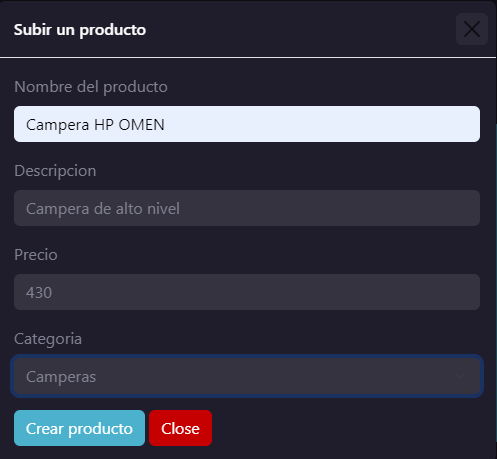 Subir un producto
Nombre del producto
Campera HP OMEN
Descripcion
Campera de alto nivel
Precio
430
Categoria
Camperas
Crear producto Close